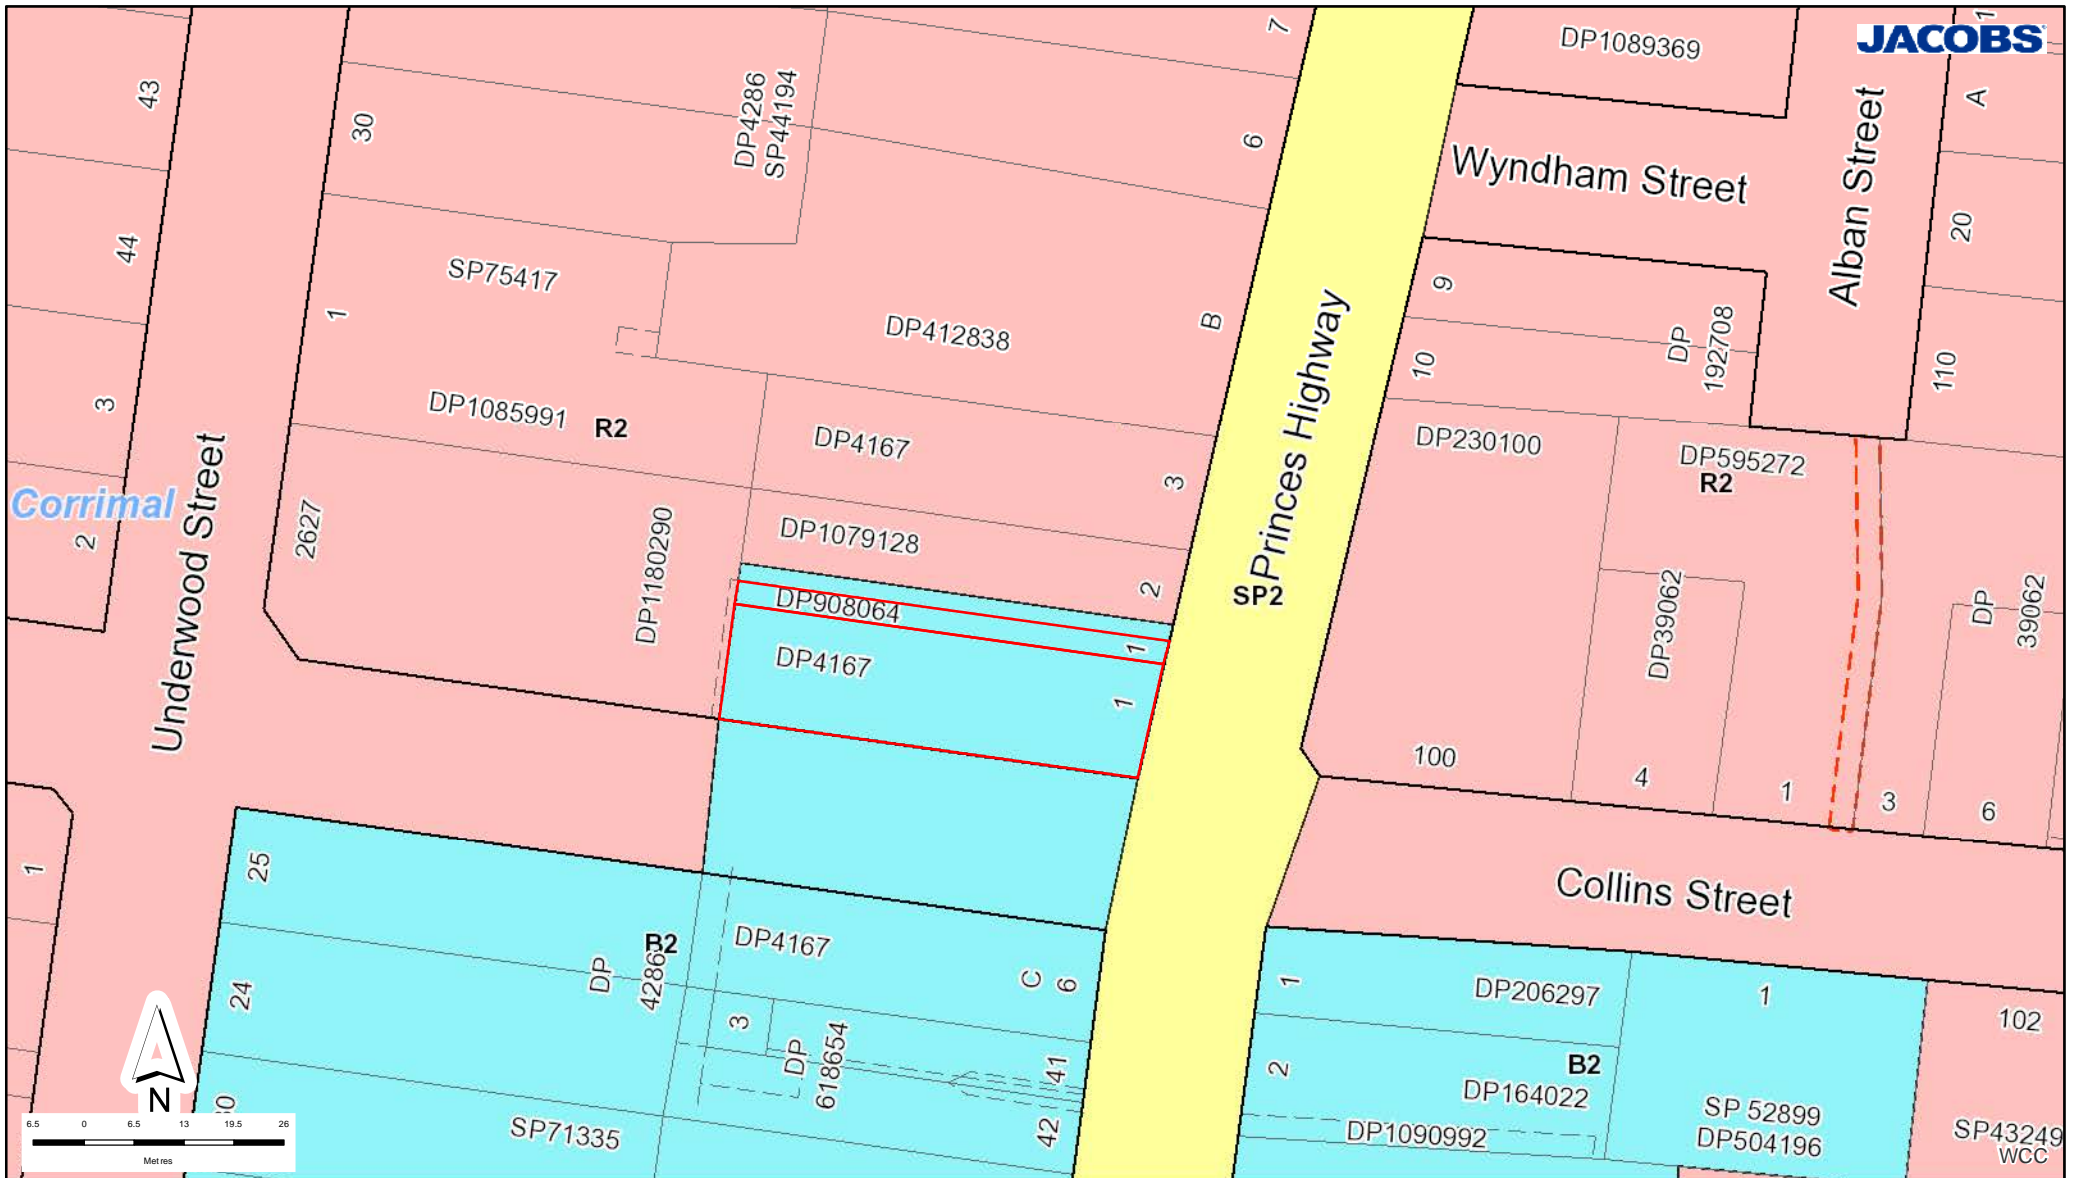 JACOBS
DP1089369
7
1
A
43
30
DP4286
SP44194
6
Wyndham Street
Alban Street
20
44
SP75417
1
DP412838
B
9
DP
192708
10
110
Princes Highway
3
DP1085991
R2
DP4167
3
DP230100
DP595272
R2
Corrimal
2
Underwood Street
2627
DP1180290
DP1079128
2
SP2
DP908064
1
DP4167
1
DP39062
DP
39062
100
4
1
3
6
1
25
Collins Street
B2
DP
4286
DP4167
C
6
24
3
DP
618654
41
42
1
DP206297
1
102
2
B2
DP164022
SP 52899
DP504196
DP1090992
SP43249
WCC
SP71335
N
6.5 0 6.5 13 19.5 26
Metres